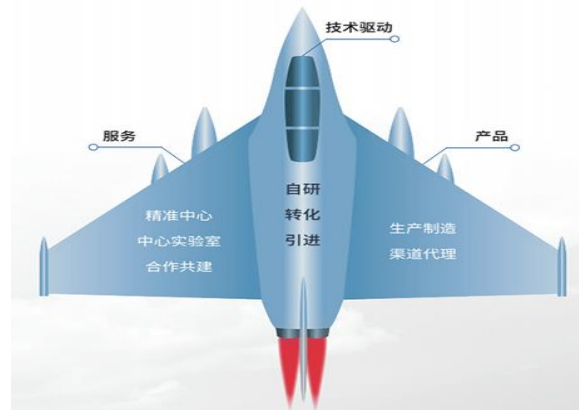 技术驱动
服务
产品
自研
转化
引进
精准中心
中心实验室
合作共建
生产制造
渠道代理